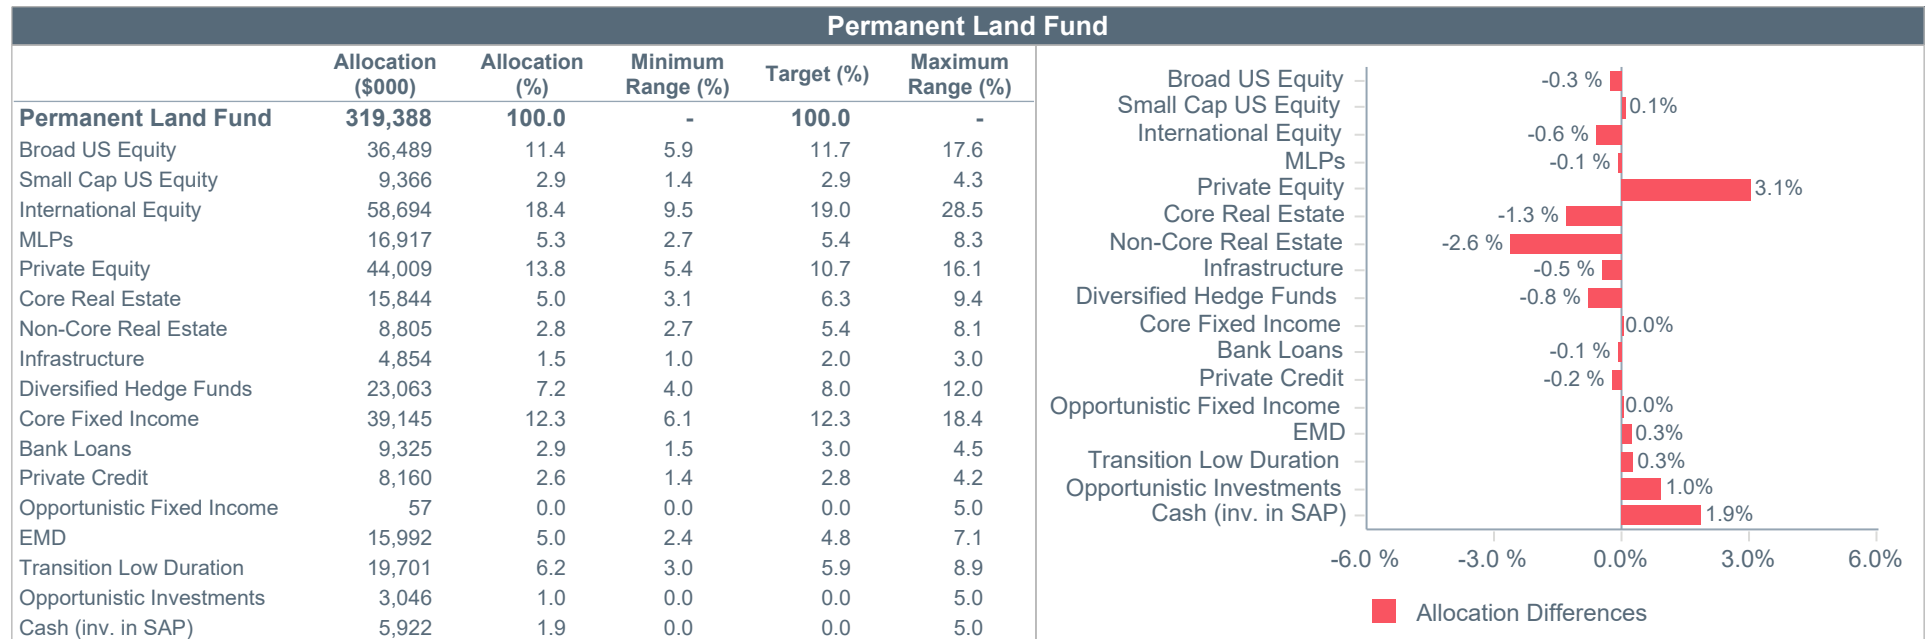 Permanent Land Fund
Allocation ($000) Allocation (%) Minimum Range (%) Target (%) Maximum Range (%)
Permanent Land Fund 319,388 100.0 - 100.0 -
Broad US Equity 36,489 11.4 5.9 11.7 17.6
Small Cap US Equity 9,366 2.9 1.4 2.9 4.3
International Equity 58,694 18.4 9.5 19.0 28.5
MLPs 16,917 5.3 2.7 5.4 8.3
Private Equity 44,009 13.8 5.4 10.7 16.1
Core Real Estate 15,844 5.0 3.1 6.3 9.4
Non-Core Real Estate 8,805 2.8 2.7 5.4 8.1
Infrastructure 4,854 1.5 1.0 2.0 3.0
Diversified Hedge Funds 23,063 7.2 4.0 8.0 12.0
Core Fixed Income 39,145 12.3 6.1 12.3 18.4
Bank Loans 9,325 2.9 1.5 3.0 4.5
Private Credit 8,160 2.6 1.4 2.8 4.2
Opportunistic Fixed Income 57 0.0 0.0 0.0 5.0
EMD 15,992 5.0 2.4 4.8 7.1
Transition Low Duration 19,701 6.2 3.0 5.9 8.9
Opportunistic Investments 3,046 1.0 0.0 0.0 5.0
Cash (inv. in SAP) 5,922 1.9 0.0 0.0 5.0
Broad US Equity -0.3 %
Small Cap US Equity 0.1%
International Equity -0.6 %
MLPs -0.1 %
Private Equity 3.1%
Core Real Estate -1.3 %
Non-Core Real Estate -2.6 %
Infrastructure -0.5 %
Diversified Hedge Funds -0.8 %
Core Fixed Income 0.0%
Bank Loans -0.1 %
Private Credit -0.2 %
Opportunistic Fixed Income 0.0%
EMD 0.3%
Transition Low Duration 0.3%
Opportunistic Investments 1.0%
Cash (inv. in SAP) 1.9%
-6.0 % -3.0 % 0.0% 3.0% 6.0%
Allocation Differences